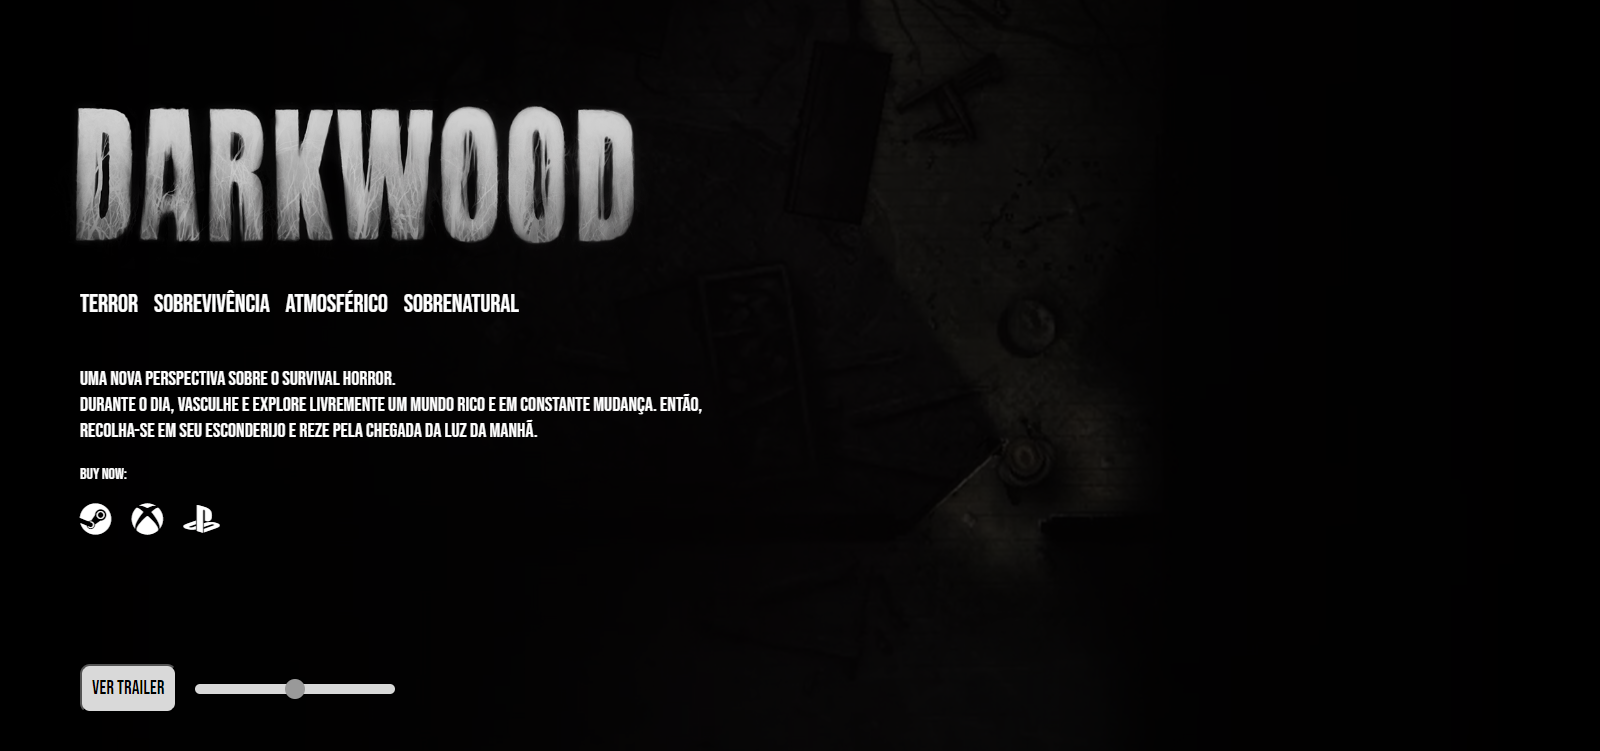 DARKWOOD
TERROR SOBREVIVÊNCIA ATMOSFÉRICO SOBRENATURAL
UMA NOVA PERSPECTIVA SOBRE O SURVIVAL HORROR.
DURANTE O DIA, VASCULHE E EXPLORE LIVREMENTE UM MUNDO RICO E EM CONSTANTE MUDANÇA. ENTÃO,
RECOLHA-SE EM SEU ESCONDERIJO E REZE PELA CHEGADA DA LUZ DA MANHÃ.
BUY NOW:
VER TRAILER